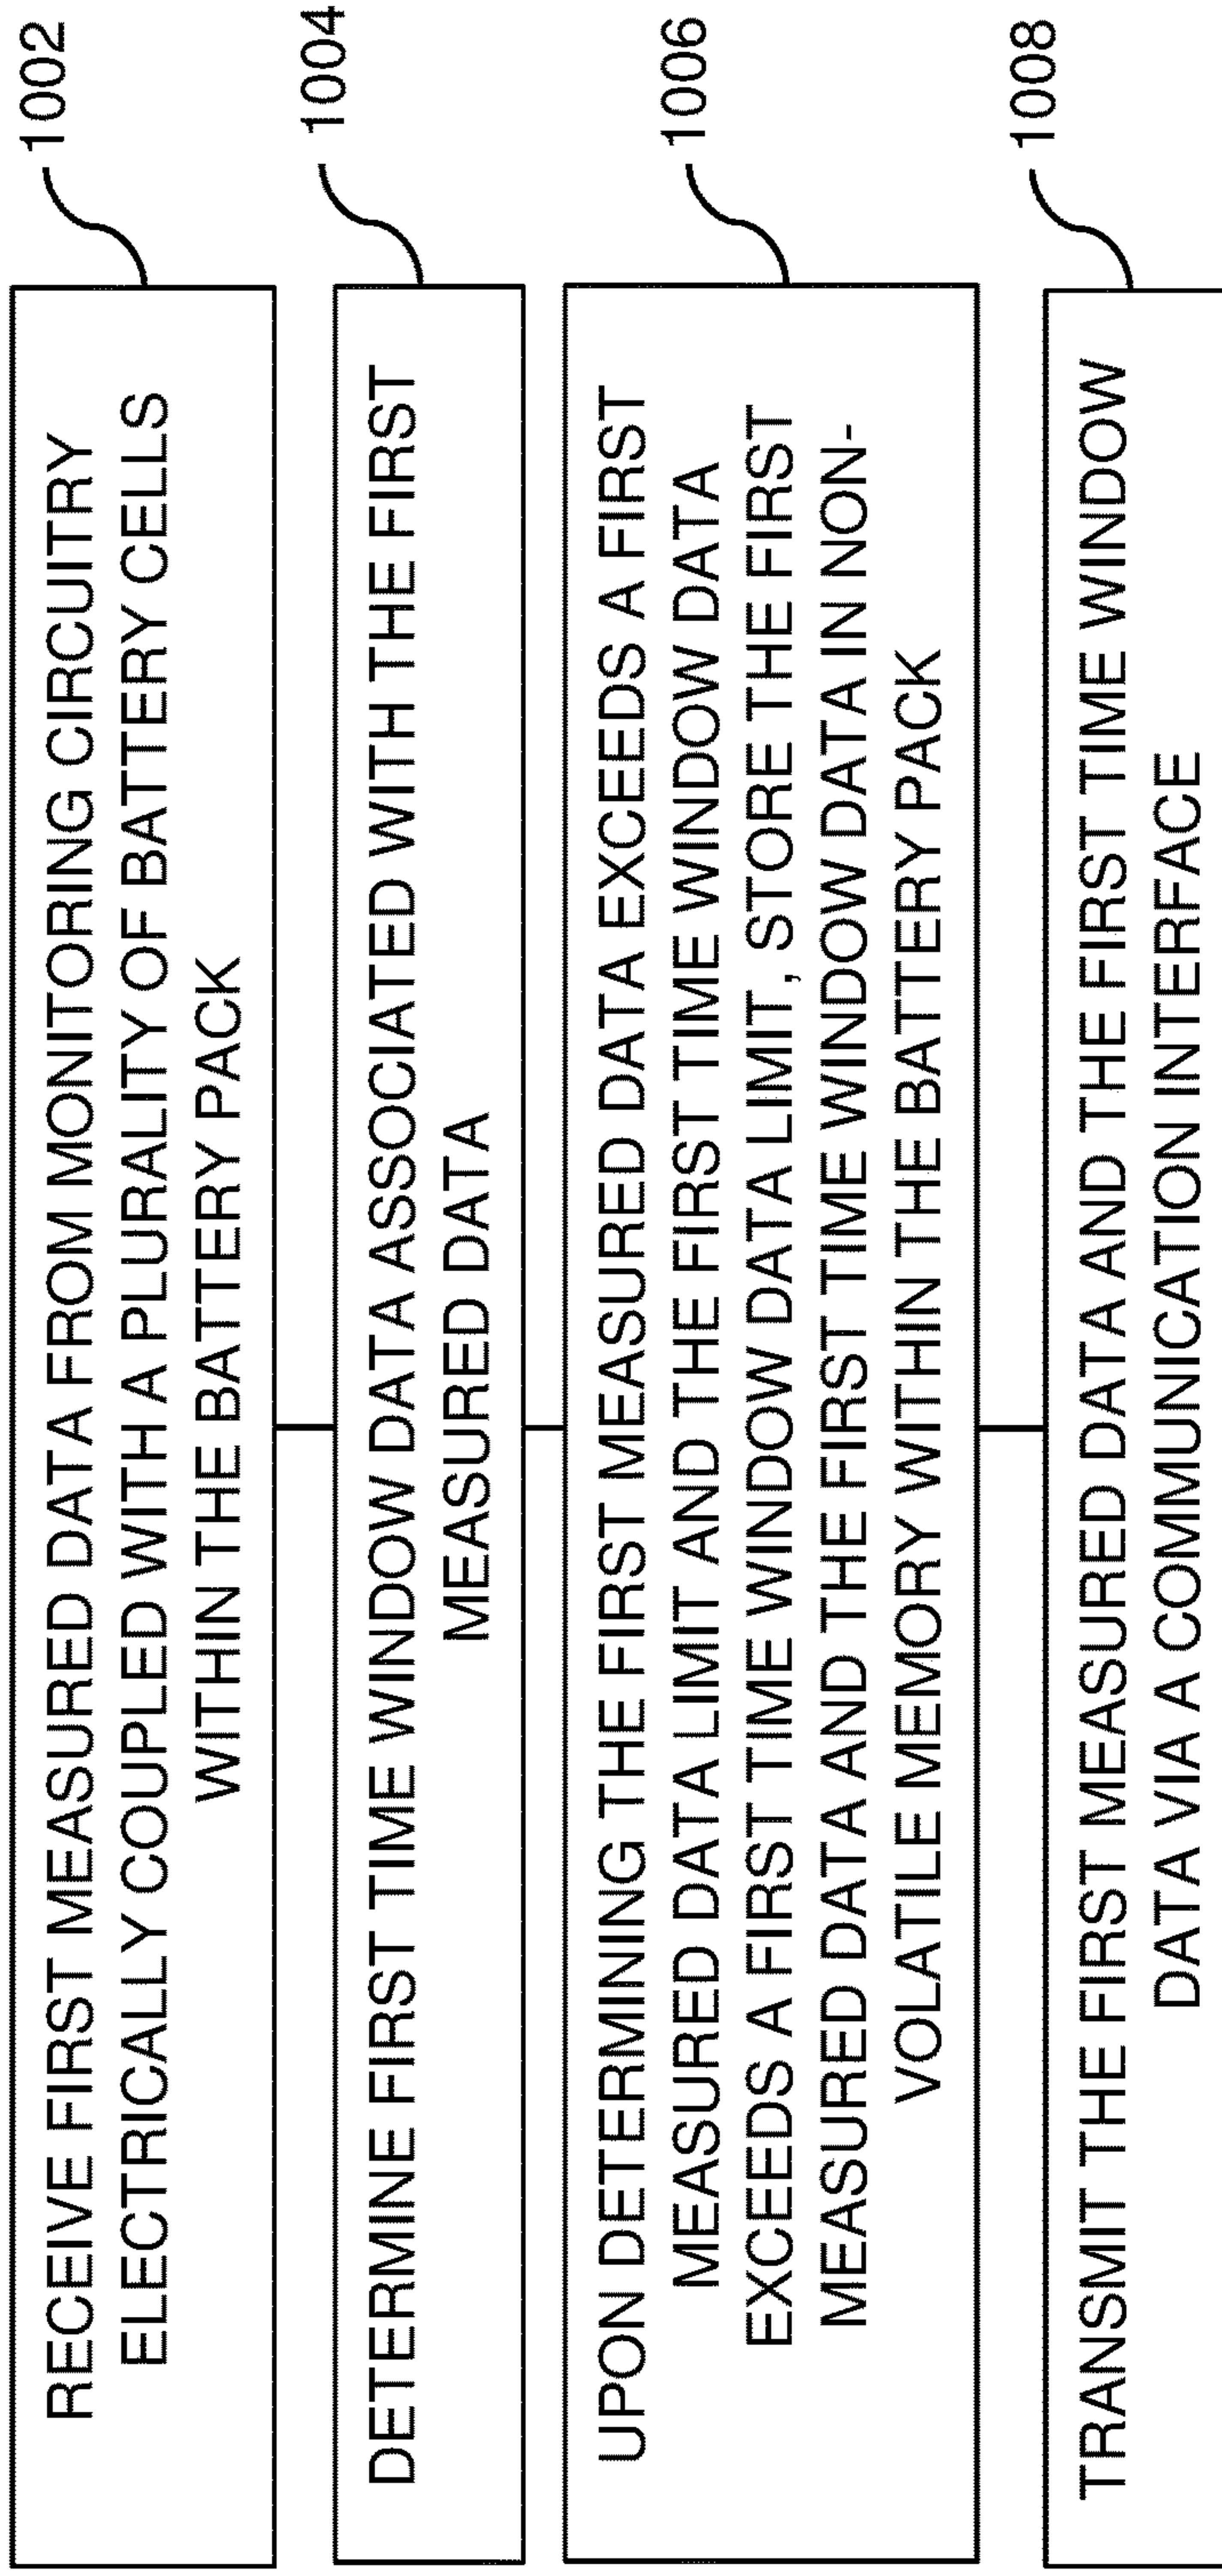 1002
RECEIVE FIRST MEASURED DATA FROM MONITORING CIRCUITRY
ELECTRICALLY COUPLED WITH A PLURALITY OF BATTERY CELLS
WITHIN THE BATTERY PACK
1004
DETERMINE FIRST TIME WINDOW DATA ASSOCIATED WITH THE FIRST
MEASURED DATA
1006
UPON DETERMINING THE FIRST MEASURED DATA EXCEEDS A FIRST
MEASURED DATA LIMIT AND THE FIRST TIME WINDOW DATA
EXCEEDS A FIRST TIME WINDOW DATA LIMIT, STORE THE FIRST
MEASURED DATA AND THE FIRST TIME WINDOW DATA IN NON-
VOLATILE MEMORY WITHIN THE BATTERY PACK
1008
TRANSMIT THE FIRST MEASURED DATA AND THE FIRST TIME WINDOW
DATA VIA A COMMUNICATION INTERFACE